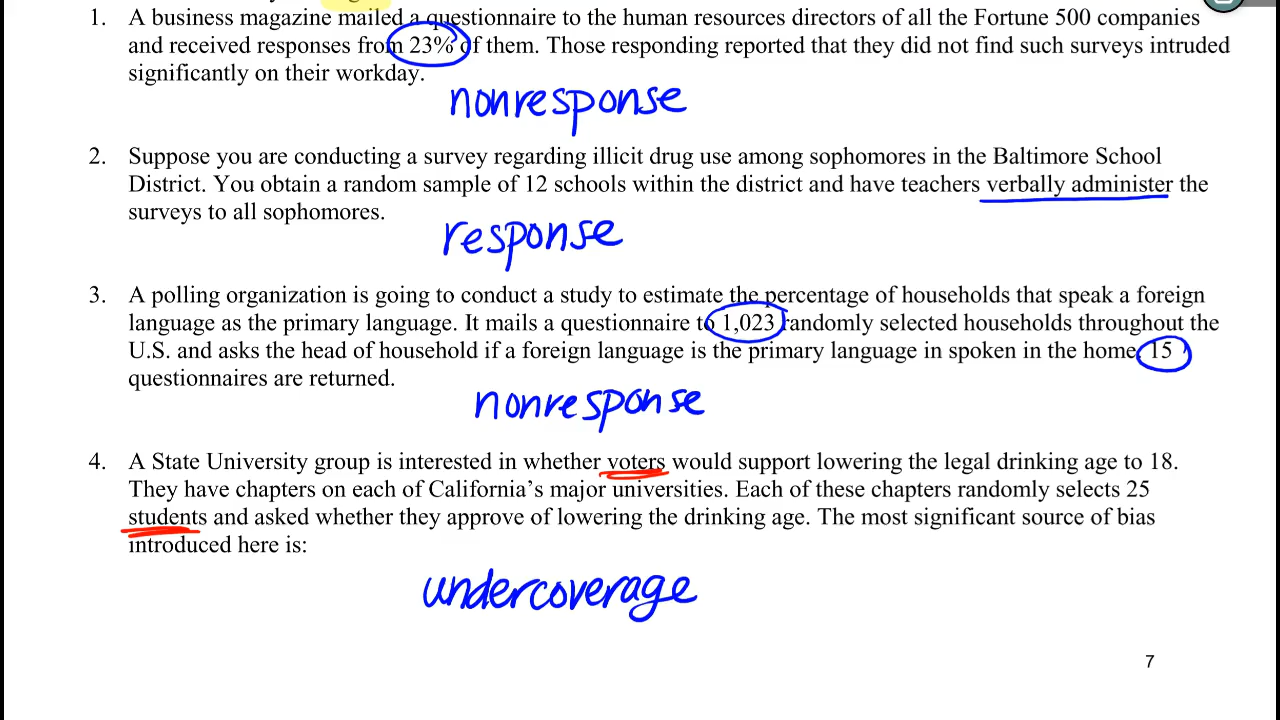 1. A business magazine mailed a questionnaire to the human resources directors of all the Fortune 500 companies
and received responses from 23% of them. Those responding reported that they did not find such surveys intruded
significantly on their workday.
nonresponse
2. Suppose you are conducting a survey regarding illicit drug use among sophomores in the Baltimore School
District. You obtain a random sample of 12 schools within the district and have teachers verbally administer the
surveys to all sophomores.
response
3. A polling organization is going to conduct a study to estimate the percentage of households that speak a foreign
language as the primary language. It mails a questionnaire to 1,023 randomly selected households throughout the
U.S. and asks the head of household if a foreign language is the primary language in spoken in the home. 15
questionnaires are returned.
nonresponse
4. A State University group is interested in whether voters would support lowering the legal drinking age to 18.
They have chapters on each of California's major universities. Each of these chapters randomly selects 25
students and asked whether they approve of lowering the drinking age. The most significant source of bias
introduced here is:
undercoverage
7